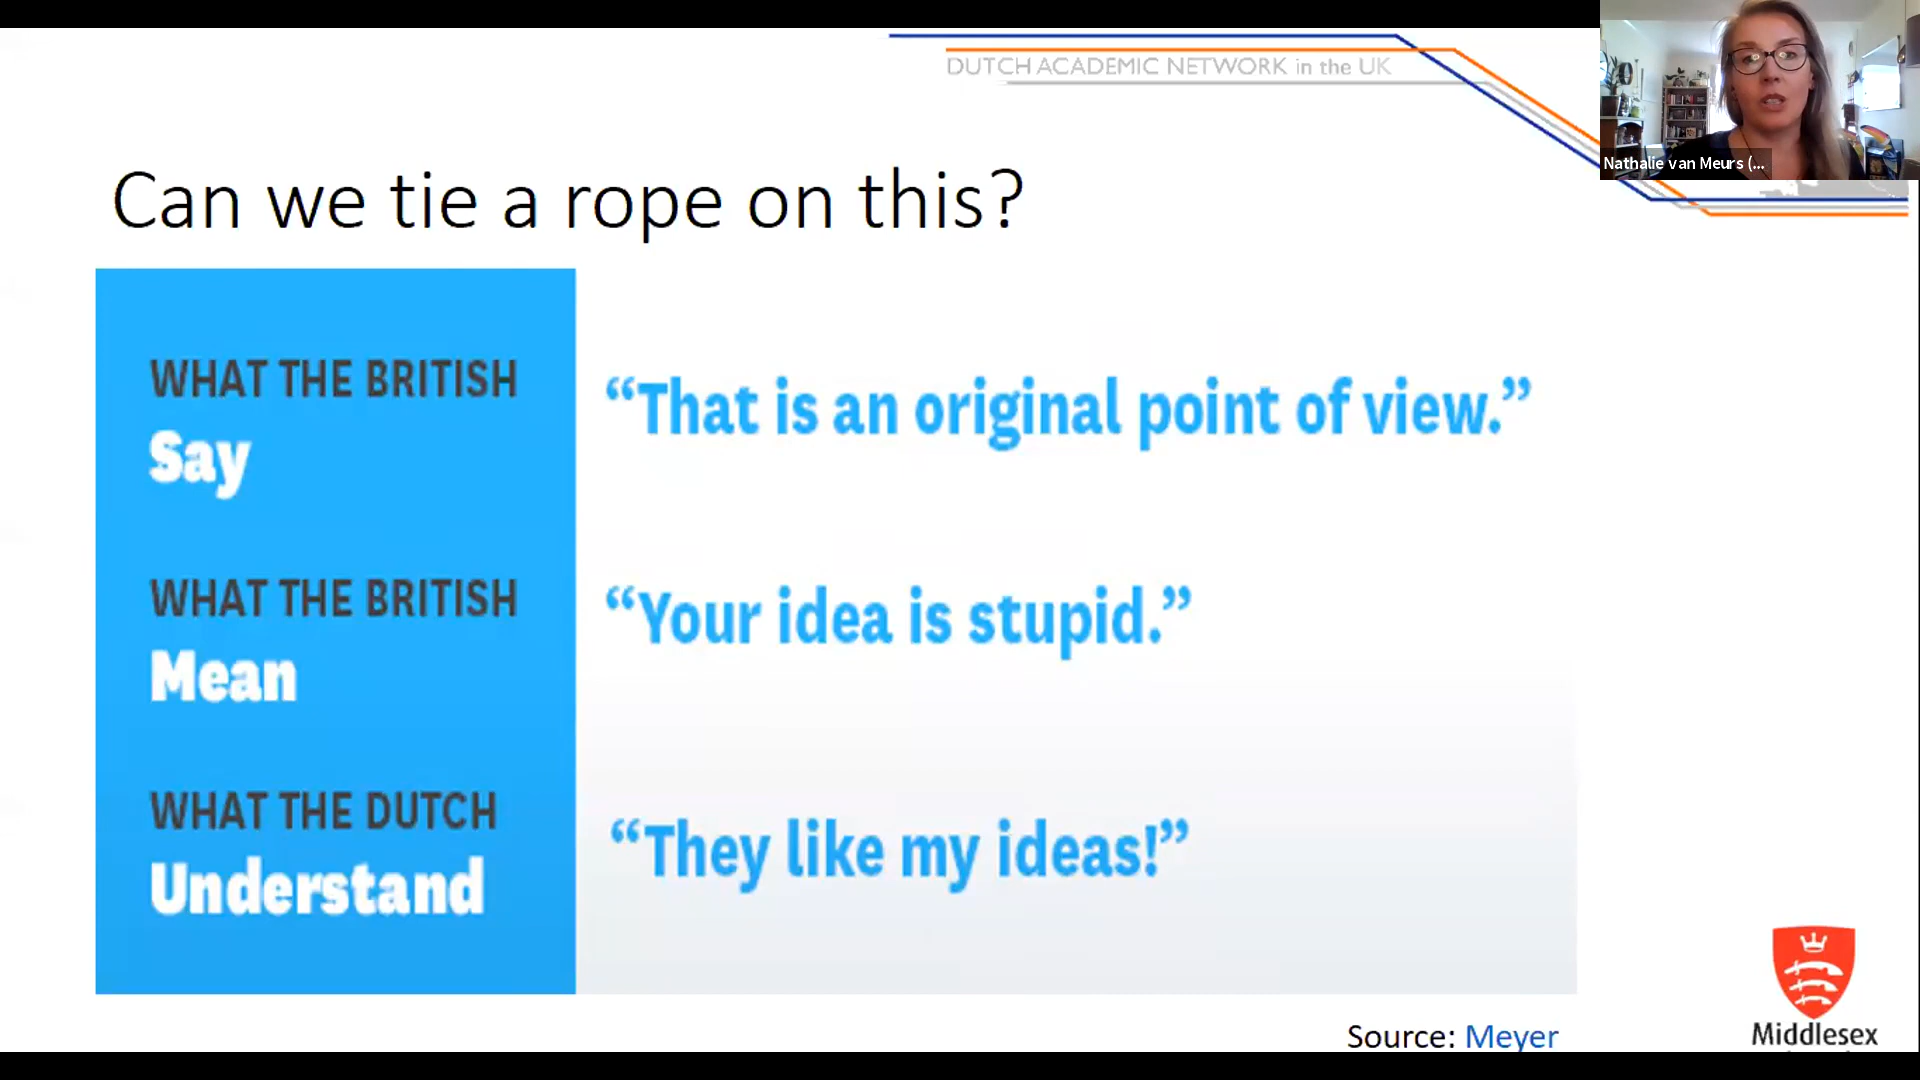 DUTCH ACADEMIC NETWORK in the UK
Nathalie van Meurs (...
Can we tie a rope on this?
WHAT THE BRITISH
Say
“That is an original point of view.”
WHAT THE BRITISH
Mean
“Your idea is stupid.”
WHAT THE DUTCH
Understand
“They like my ideas!”
Source: Meyer
Middlesex